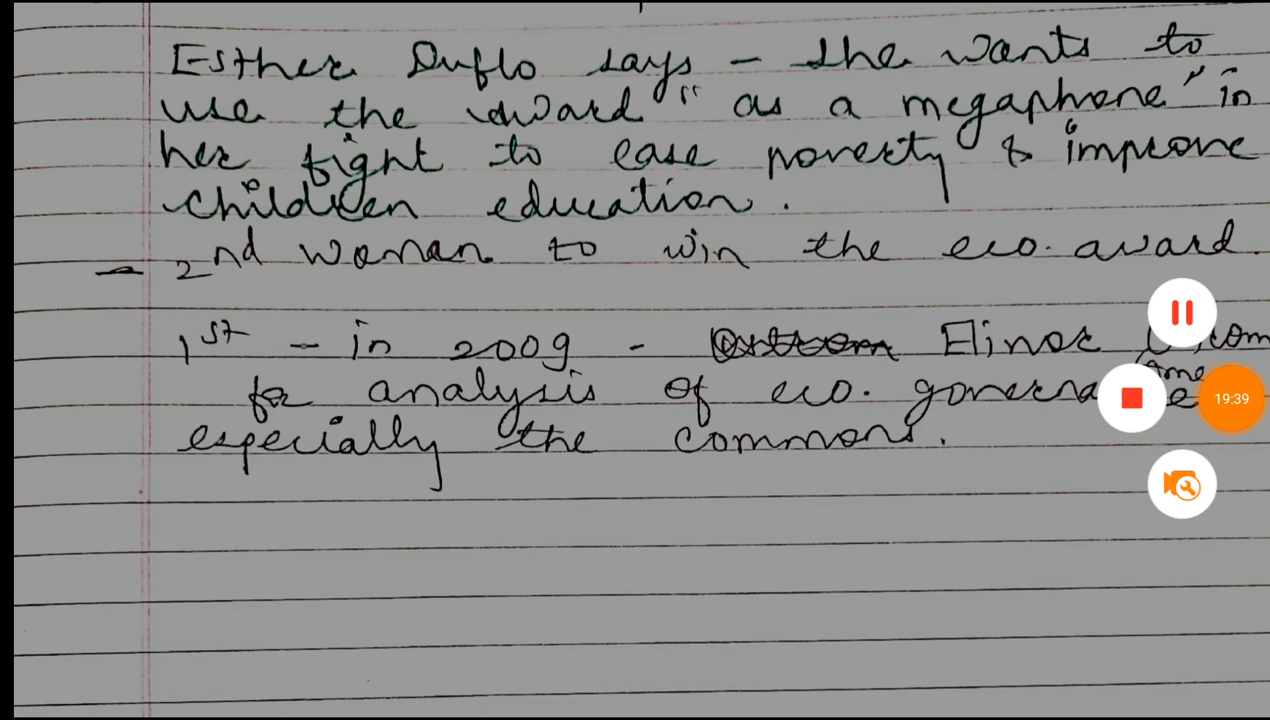 Esther Duflo says - she wants to
use the award "as a megaphone" in
her fight to ease poverty & improve
children education.
- 2nd woman to win the eco. award.
1st - in 2009 - Elinor
for analysis of eco.
especially the commons.
19:39